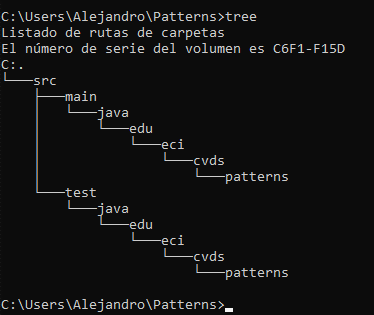 C:\Users\Alejandro\Patterns>tree
Listado de rutas de carpetas
El número de serie del volumen es C6F1-F15D
C:.
└───src
    ├───main
    │   └───java
    │       └───edu
    │           └───eci
    │               └───cvds
    │                   └───patterns
    └───test
        └───java
            └───edu
                └───eci
                    └───cvds
                        └───patterns
C:\Users\Alejandro\Patterns>